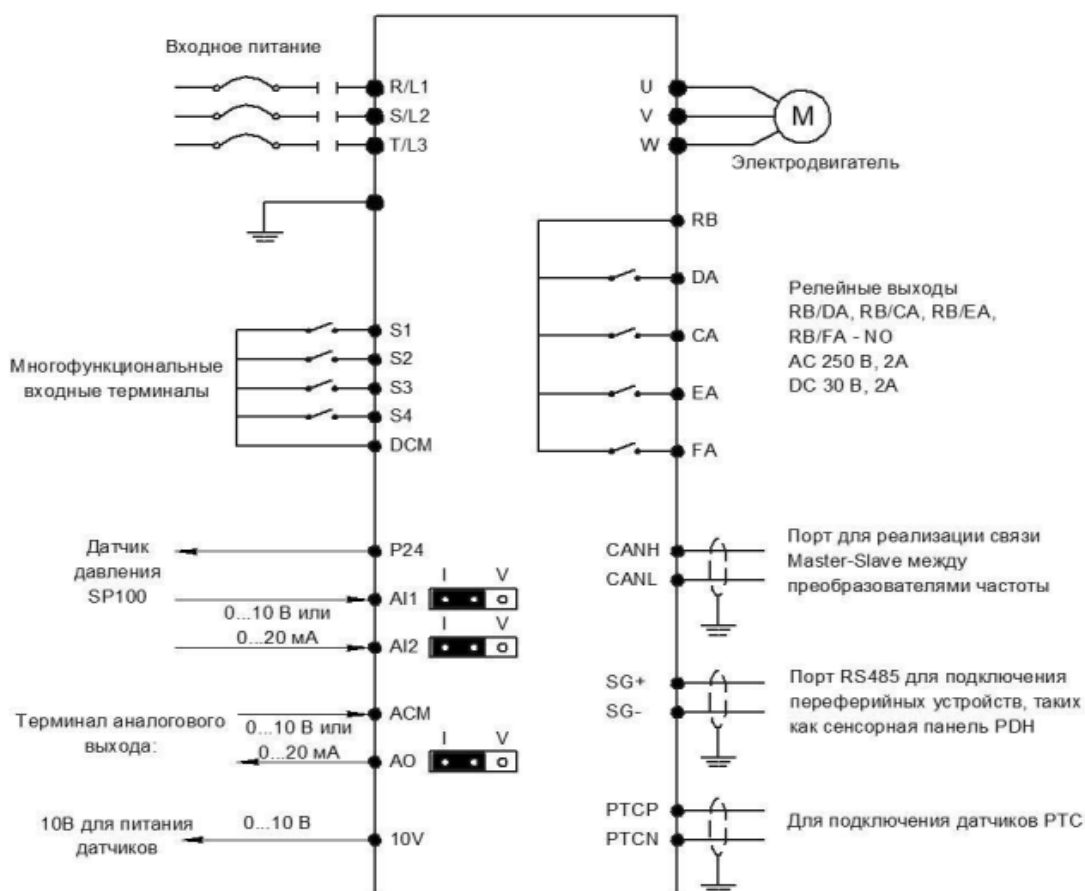 Входное питание
R/L1
S/L2
T/L3
U
V
W
M
Электродвигатель
RB
DA
CA
EA
FA
Релейные выходы
RB/DA, RB/CA, RB/EA,
RB/FA - NO
AC 250 В, 2А
DC 30 В, 2А
Многофункциональные
входные терминалы
S1
S2
S3
S4
DCM
Датчик
давления
SP100
P24
AI1
I V
0...10 В или
0...20 мА
AI2
I V
Терминал аналогового
выхода:
ACM
0...10 В или
0...20 мА
AO
I V
10В для питания
датчиков
0...10 В
10V
CANH
CANL
Порт для реализации связи
Master-Slave между
преобразователями частоты
SG+
SG-
Порт RS485 для подключения
переферийных устройств, таких
как сенсорная панель PDH
PTCP
PTCN
Для подключения датчиков PTC